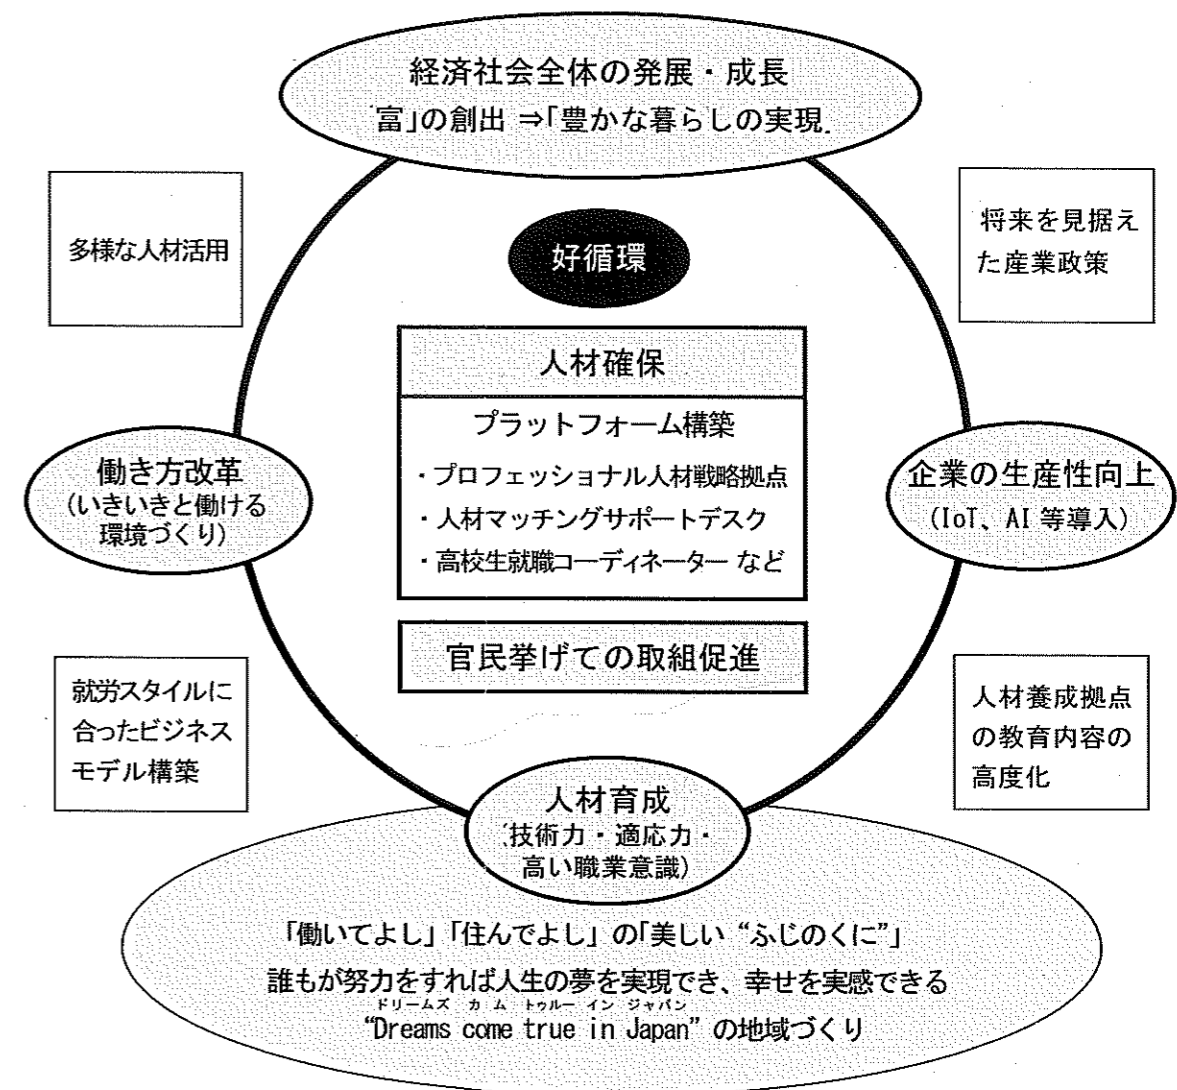 経済社会全体の発展・成長
富」の創出 ⇒「豊かな暮らしの実現
多様な人材活用
将来を見据え
た産業政策
好循環
人材確保
プラットフォーム構築
・プロフェッショナル人材戦略拠点
・人材マッチングサポートデスク
・高校生就職コーディネーター など
働き方改革
(いきいきと働ける
環境づくり)
企業の生産性向上
(IoT、AI 等導入)
官民挙げての取組促進
就労スタイルに
合ったビジネス
モデル構築
人材養成拠点
の教育内容の
高度化
人材育成
(技術力・適応力・
高い職業意識)
「働いてよし」「住んでよし」の「美しい “ふじのくに”」
誰もが努力をすれば人生の夢を実現でき、幸せを実感できる
ドリームズ カム トゥルー イン ジャパン
“Dreams come true in Japan” の地域づくり